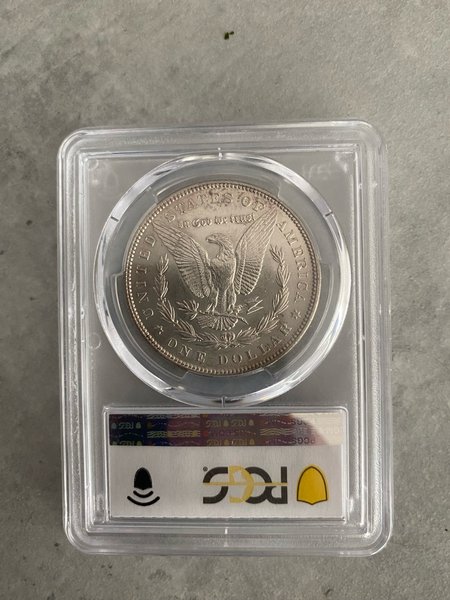 UNITED STATES OF AMERICA
In God we trust
ONE DOLLAR
PCGS